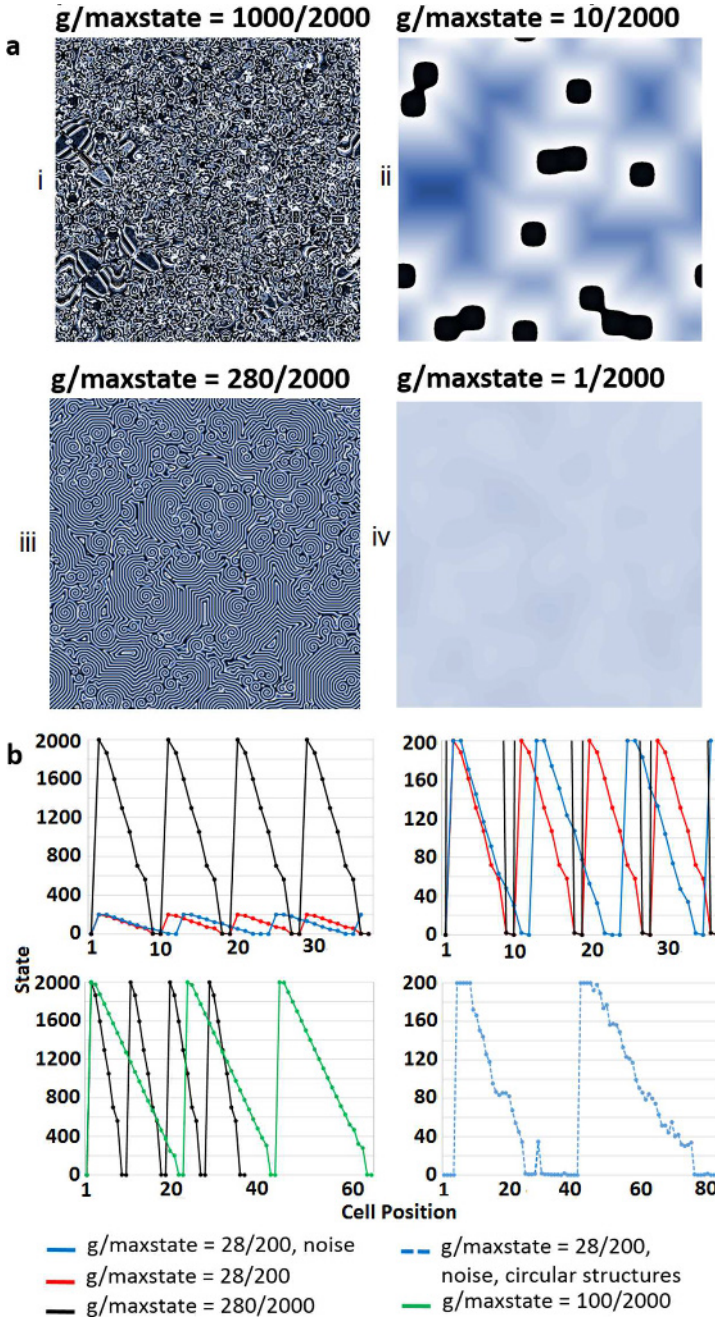 g/maxstate = 1000/2000
g/maxstate = 10/2000
a
i
ii
g/maxstate = 280/2000
g/maxstate = 1/2000
iii
iv
b
2000
1600
1200
800
400
0
1
10
20
30
200
160
120
80
40
0
1
10
20
30
State
2000
1600
1200
800
400
0
1
20
40
60
200
160
120
80
40
0
1
20
40
60
80
Cell Position
g/maxstate = 28/200, noise
g/maxstate = 28/200
g/maxstate = 280/2000
g/maxstate = 28/200,
noise, circular structures
g/maxstate = 100/2000